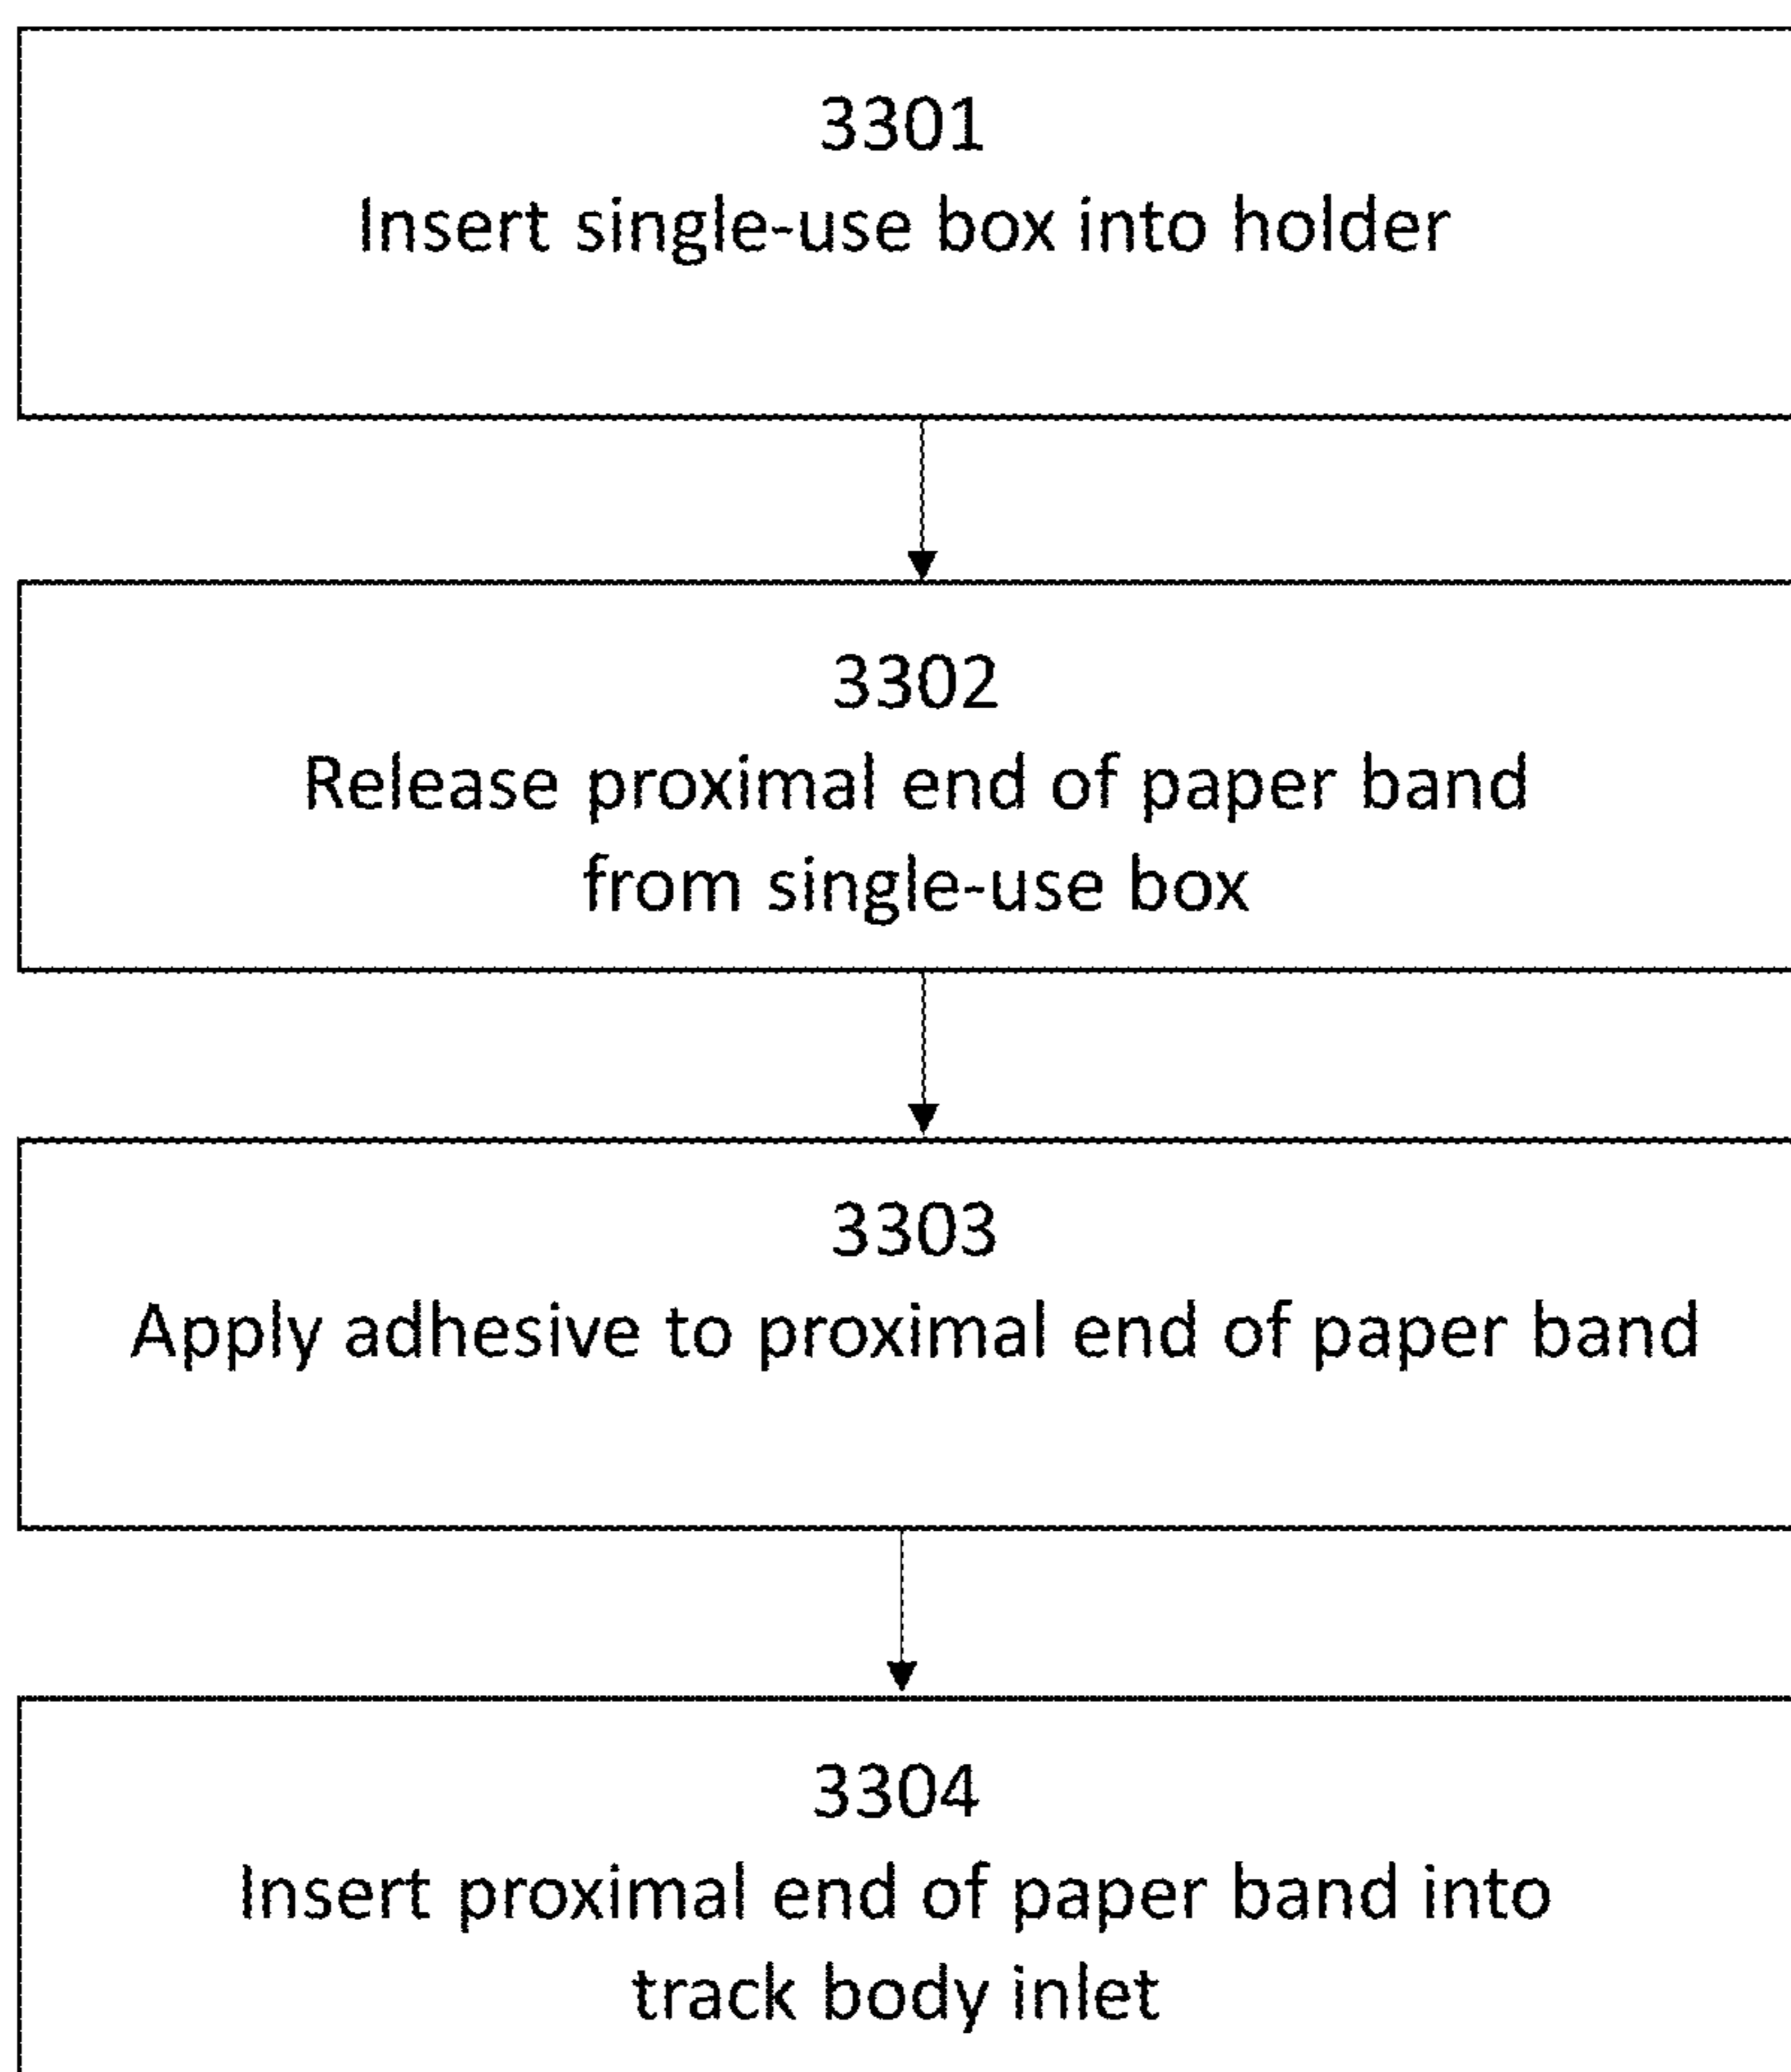 3301
Insert single-use box into holder
3302
Release proximal end of paper band
from single-use box
3303
Apply adhesive to proximal end of paper band
3304
Insert proximal end of paper band into
track body inlet